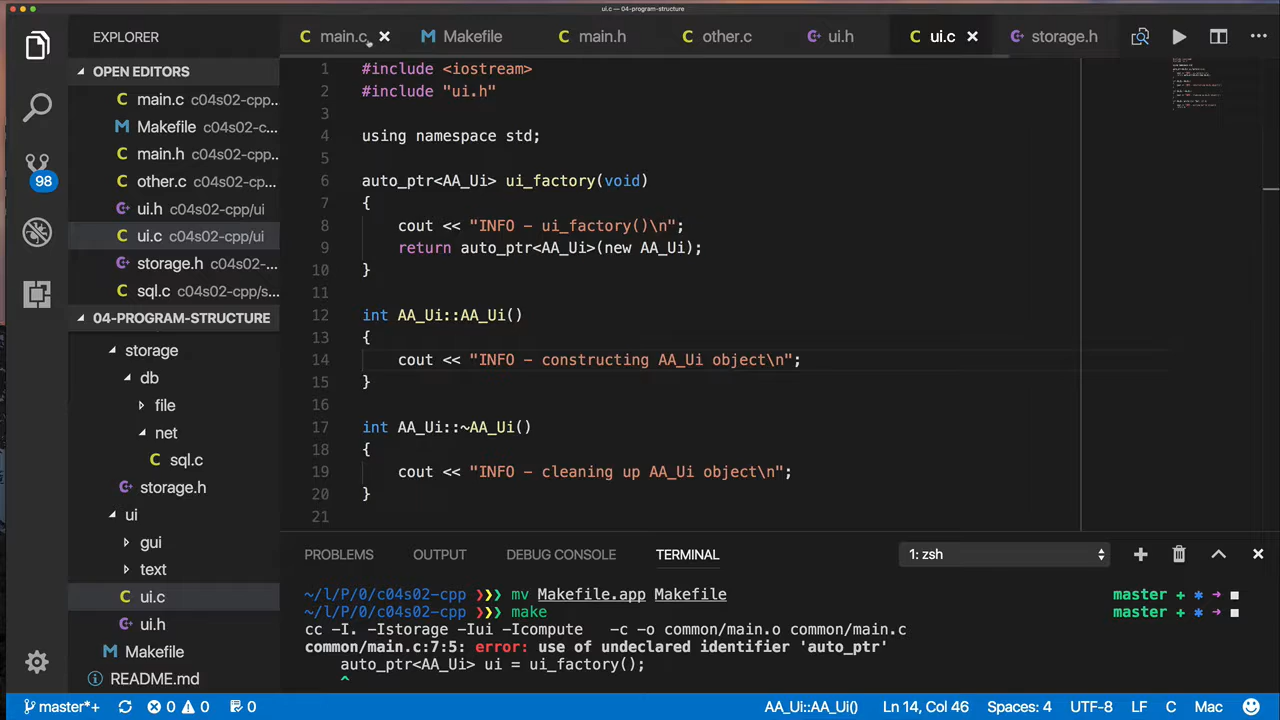 ui.c — 04-program-structure
EXPLORER
main.c
Makefile
main.h
other.c
ui.h
ui.c
storage.h
OPEN EDITORS
main.c c04s02-cpp...
Makefile c04s02-c...
main.h c04s02-cp...
other.c c04s02-cp...
ui.h c04s02-cpp/ui
ui.c c04s02-cpp/ui
storage.h c04s02-...
sql.c c04s02-cpp/s...
98
04-PROGRAM-STRUCTURE
storage
db
file
net
sql.c
storage.h
ui
gui
text
ui.c
ui.h
Makefile
README.md
1 #include <iostream>
2 #include "ui.h"
3
4 using namespace std;
5
6 auto_ptr<AA_Ui> ui_factory(void)
7 {
8 cout << "INFO - ui_factory()\n";
9 return auto_ptr<AA_Ui>(new AA_Ui);
10 }
11
12 int AA_Ui::AA_Ui()
13 {
14 cout << "INFO - constructing AA_Ui object\n";
15 }
16
17 int AA_Ui::~AA_Ui()
18 {
19 cout << "INFO - cleaning up AA_Ui object\n";
20 }
21
PROBLEMS OUTPUT DEBUG CONSOLE TERMINAL 1: zsh
~/l/P/0/c04s02-cpp ❯❯❯ mv Makefile.app Makefile master + ✱ ➜ ◼
~/l/P/0/c04s02-cpp ❯❯❯ make master + ✱ ➜ ◼
cc -I. -Istorage -Iui -Icompute -c -o common/main.o common/main.c
common/main.c:7:5: error: use of undeclared identifier 'auto_ptr'
auto_ptr<AA_Ui> ui = ui_factory();
^
master*+ 0 0 0 AA_Ui::AA_Ui() Ln 14, Col 46 Spaces: 4 UTF-8 LF C Mac